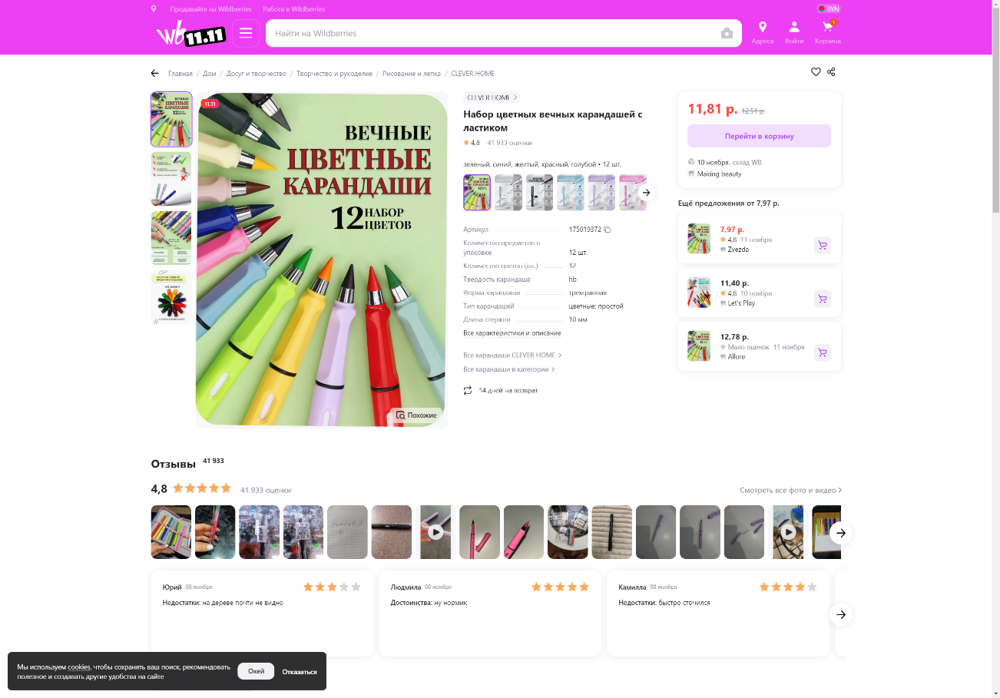 Продавайте на Wildberries
Работа в Wildberries
BYN
wb 11.11
Найти на Wildberries
Адреса
Войти
1
Корзина
Главная / Дом / Досуг и творчество / Творчество и рукоделие / Рисование и лепка / CLEVER HOME
11.11
ВЕЧНЫЕ
ЦВЕТНЫЕ
КАРАНДАШИ
12 НАБОР
ЦВЕТОВ
Похожие
CLEVER HOME
Набор цветных вечных карандашей с
ластиком
4,8 41 933 оценки
зеленый, синий, желтый, красный, голубой • 12 шт.
Артикул 175019372
Количество предметов в
упаковке 12 шт.
Количество цветов (шт.) 12
Твердость карандаша hb
Форма карандаша трехгранная
Тип карандашей цветные; простой
Длина стержня 10 мм
Все характеристики и описание
Все карандаши CLEVER HOME
Все карандаши в категории
14 дней на возврат
11,81 р. 12,51 р.
Перейти в корзину
10 ноября, склад WB
Making beauty
Ещё предложения от 7,97 р.
7,97 р.
4,8 11 ноября
Zvezda
11,40 р.
4,8 10 ноября
Let's Play
12,78 р.
Мало оценок 11 ноября
Allure
Отзывы 41 933
4,8 41 933 оценки
Смотреть все фото и видео
Юрий 08 ноября
Недостатки: на дереве почти не видно
Людмила 08 ноября
Достоинства: ну нормик
Камилла 08 ноября
Недостатки: быстро сточился
Мы используем cookies, чтобы сохранять ваш поиск, рекомендовать
полезное и создавать другие удобства на сайте
Окей
Отказаться